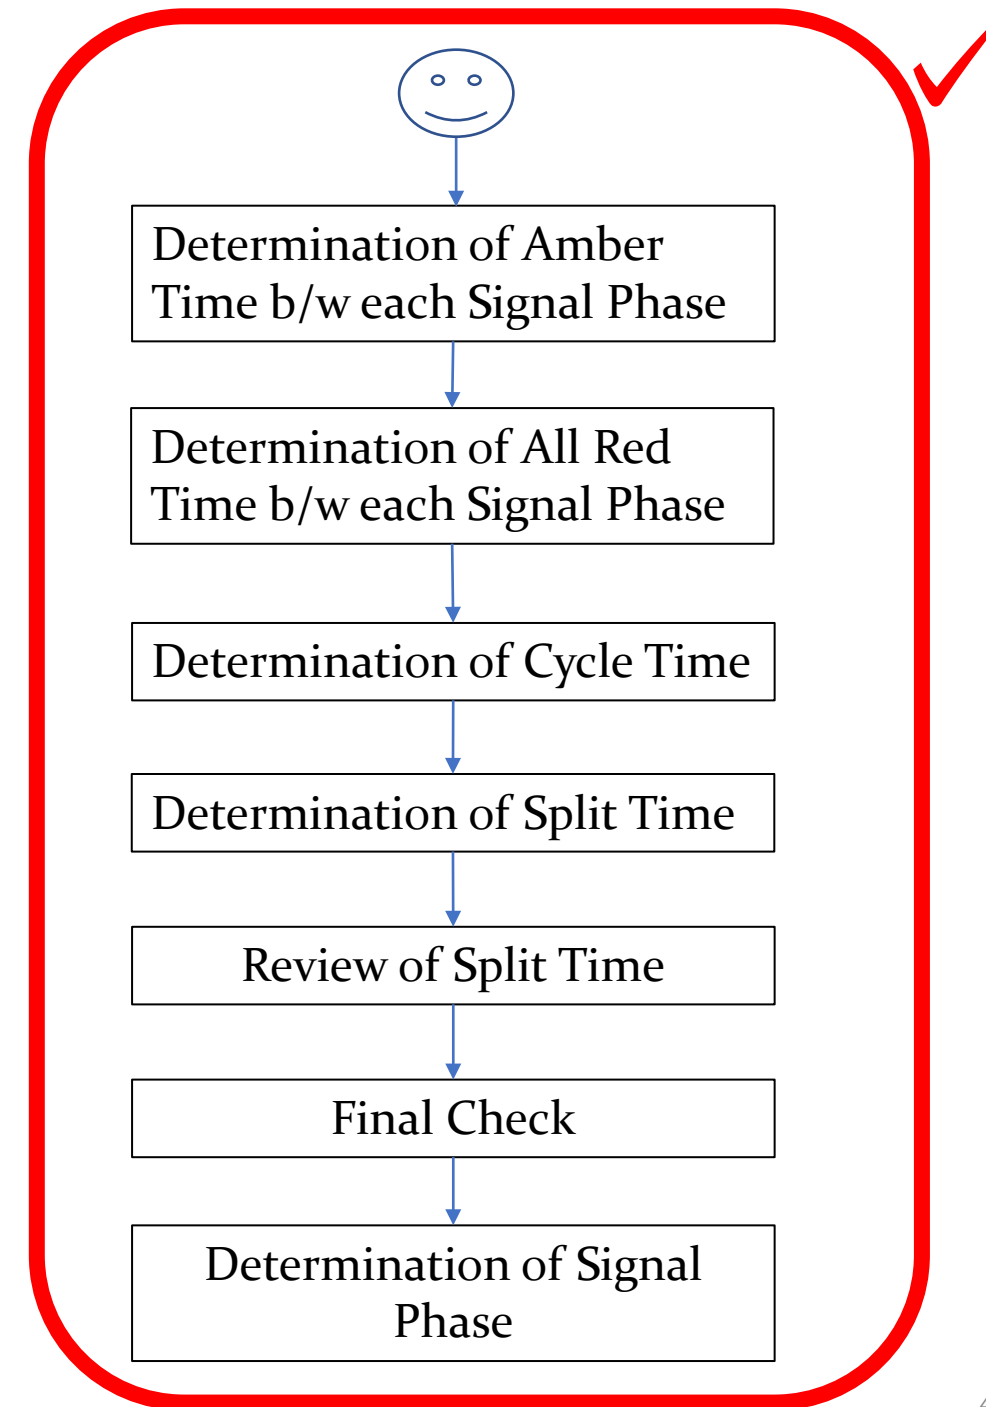 Determination of Amber
Time b/w each Signal Phase
Determination of All Red
Time b/w each Signal Phase
Determination of Cycle Time
Determination of Split Time
Review of Split Time
Final Check
Determination of Signal
Phase